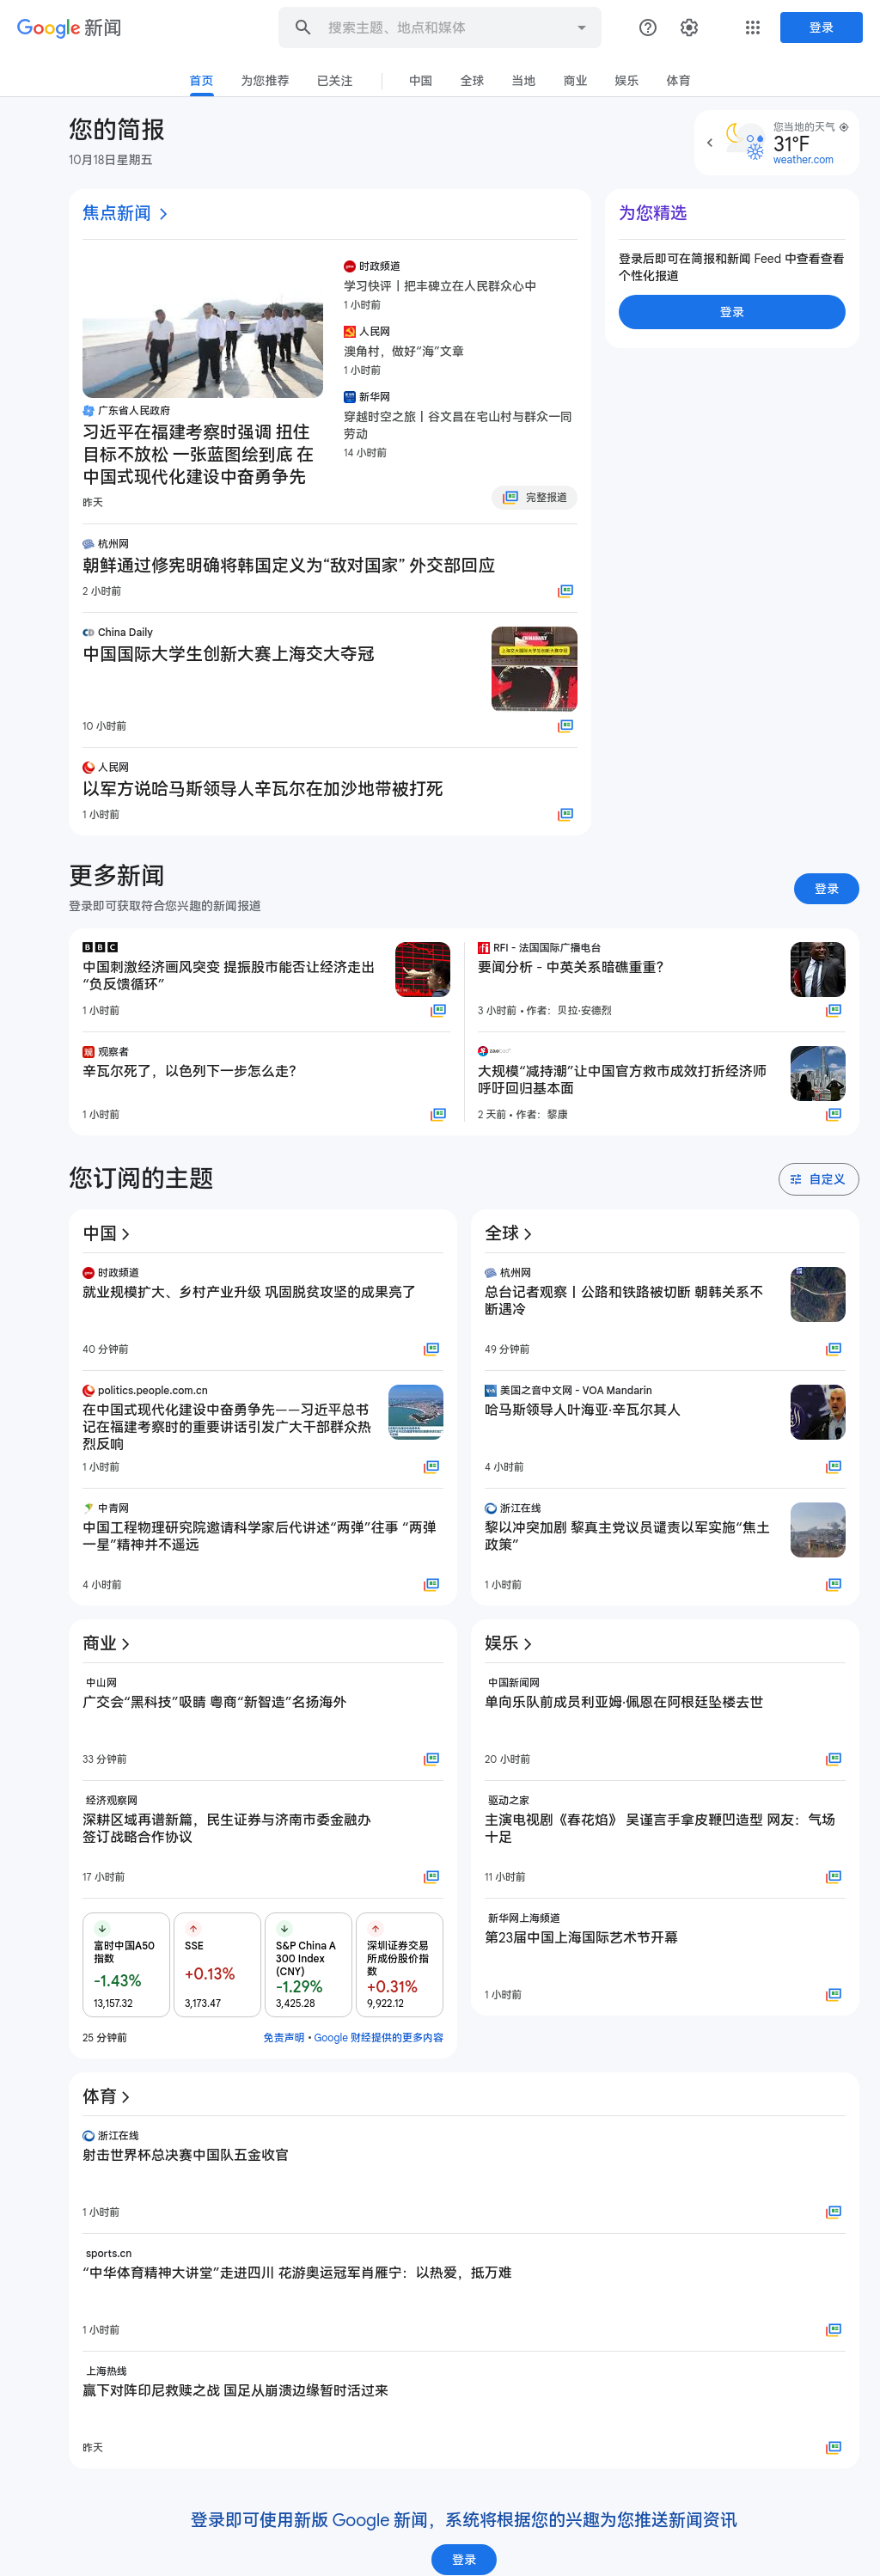 Google 新闻
搜索主题、地点和媒体
登录
首页
为您推荐
已关注
中国
全球
当地
商业
娱乐
体育
您的简报
10月18日星期五
您当地的天气
31°F
weather.com
焦点新闻
广东省人民政府
习近平在福建考察时强调 扭住
目标不放松 一张蓝图绘到底 在
中国式现代化建设中奋勇争先
昨天
时政频道
学习快评丨把丰碑立在人民群众心中
1 小时前
人民网
澳角村，做好“海”文章
1 小时前
新华网
穿越时空之旅丨谷文昌在宅山村与群众一同
劳动
14 小时前
完整报道
杭州网
朝鲜通过修宪明确将韩国定义为“敌对国家” 外交部回应
2 小时前
China Daily
中国国际大学生创新大赛上海交大夺冠
10 小时前
人民网
以军方说哈马斯领导人辛瓦尔在加沙地带被打死
1 小时前
为您精选
登录后即可在简报和新闻 Feed 中查看查看
个性化报道
登录
更多新闻
登录即可获取符合您兴趣的新闻报道
登录
BBC
中国刺激经济画风突变 提振股市能否让经济走出
“负反馈循环”
1 小时前
RFI - 法国国际广播电台
要闻分析 - 中英关系暗礁重重？
3 小时前 • 作者：贝拉·安德烈
观察者
辛瓦尔死了，以色列下一步怎么走？
1 小时前
大规模“减持潮”让中国官方救市成效打折经济师
呼吁回归基本面
2 天前 • 作者：黎康
您订阅的主题
自定义
中国
时政频道
就业规模扩大、乡村产业升级 巩固脱贫攻坚的成果亮了
40 分钟前
politics.people.com.cn
在中国式现代化建设中奋勇争先——习近平总书
记在福建考察时的重要讲话引发广大干部群众热
烈反响
1 小时前
中青网
中国工程物理研究院邀请科学家后代讲述“两弹”往事 “两弹
一星”精神并不遥远
4 小时前
全球
杭州网
总台记者观察丨公路和铁路被切断 朝韩关系不
断遇冷
49 分钟前
美国之音中文网 - VOA Mandarin
哈马斯领导人叶海亚·辛瓦尔其人
4 小时前
浙江在线
黎以冲突加剧 黎真主党议员谴责以军实施“焦土
政策”
1 小时前
商业
中山网
广交会“黑科技”吸睛 粤商“新智造”名扬海外
33 分钟前
经济观察网
深耕区域再谱新篇，民生证券与济南市委金融办
签订战略合作协议
17 小时前
富时中国A50
指数
-1.43%
13,157.32
SSE
+0.13%
3,173.47
S&P China A
300 Index
(CNY)
-1.29%
3,425.28
深圳证券交易
所成份股价指
数
+0.31%
9,922.12
25 分钟前
免责声明 • Google 财经提供的更多内容
娱乐
中国新闻网
单向乐队前成员利亚姆·佩恩在阿根廷坠楼去世
20 小时前
驱动之家
主演电视剧《春花焰》 吴谨言手拿皮鞭凹造型 网友：气场
十足
11 小时前
新华网上海频道
第23届中国上海国际艺术节开幕
1 小时前
体育
浙江在线
射击世界杯总决赛中国队五金收官
1 小时前
sports.cn
“中华体育精神大讲堂”走进四川 花游奥运冠军肖雁宁：以热爱，抵万难
1 小时前
上海热线
赢下对阵印尼救赎之战 国足从崩溃边缘暂时活过来
昨天
登录即可使用新版 Google 新闻，系统将根据您的兴趣为您推送新闻资讯
登录